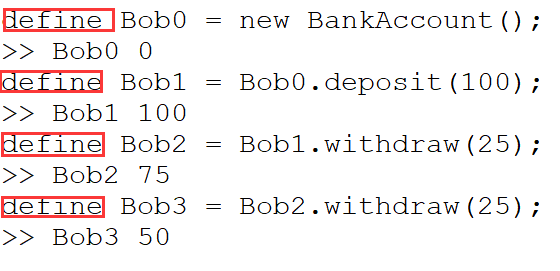 define Bob0 = new BankAccount();
>> Bob0 0
define Bob1 = Bob0.deposit(100);
>> Bob1 100
define Bob2 = Bob1.withdraw(25);
>> Bob2 75
define Bob3 = Bob2.withdraw(25);
>> Bob3 50